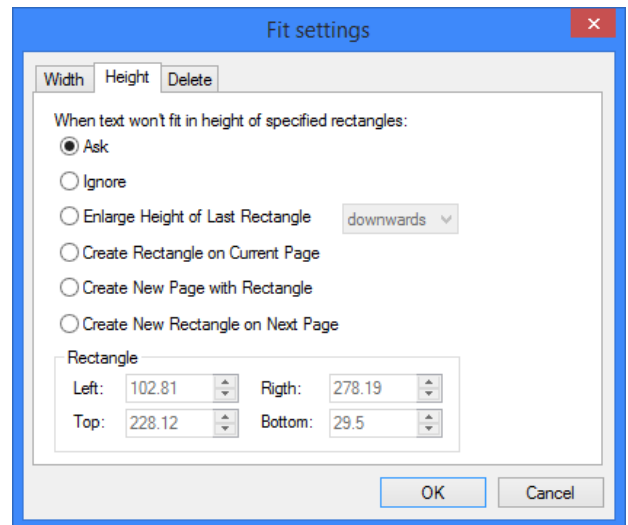 Fit settings
Width Height Delete
When text won't fit in height of specified rectangles:
Ask
Ignore
Enlarge Height of Last Rectangle downwards
Create Rectangle on Current Page
Create New Page with Rectangle
Create New Rectangle on Next Page
Rectangle
Left: 102.81 Rigth: 278.19
Top: 228.12 Bottom: 29.5
OK Cancel